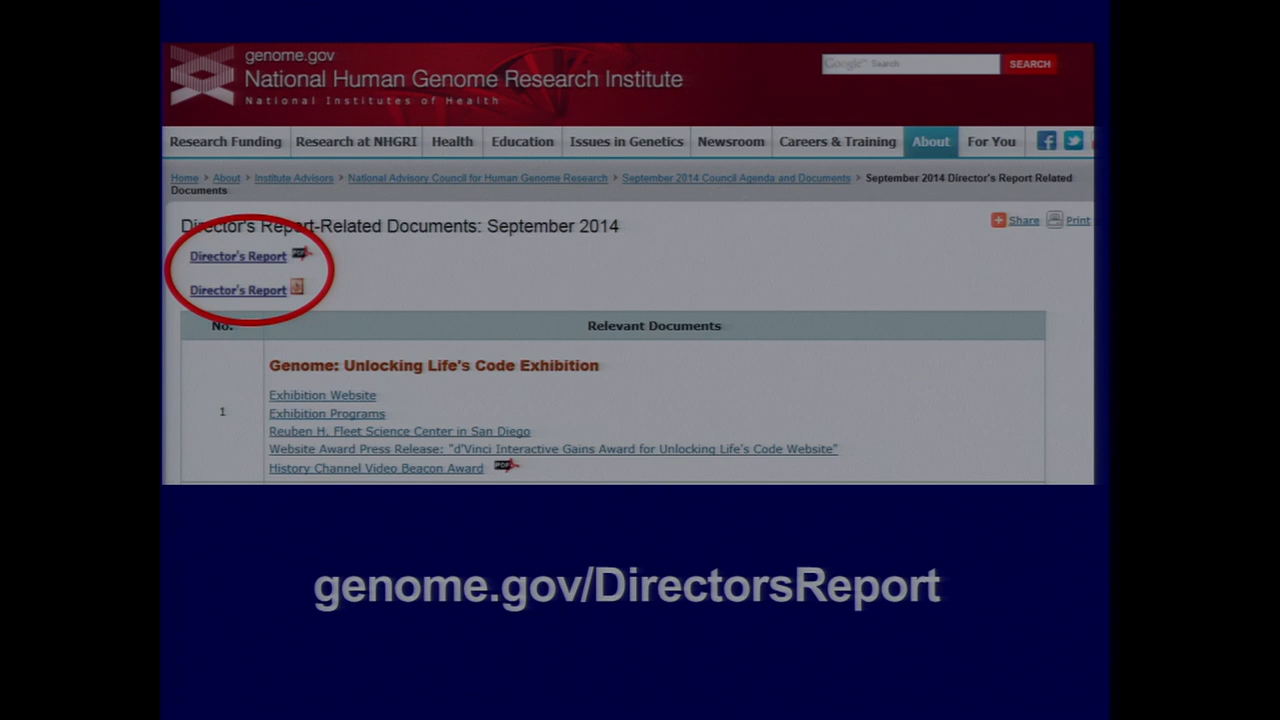 genome.gov
National Human Genome Research Institute
National Institutes of Health
Google™ Search
SEARCH
Research Funding Research at NHGRI Health Education Issues in Genetics Newsroom Careers & Training About For You
Home > About > Institute Advisors > National Advisory Council for Human Genome Research > September 2014 Council Agenda and Documents > September 2014 Director's Report Related
Documents
Director's Report-Related Documents: September 2014
Share Print
Director's Report PDF
Director's Report
No. Relevant Documents
1
Genome: Unlocking Life's Code Exhibition
Exhibition Website
Exhibition Programs
Reuben H. Fleet Science Center in San Diego
Website Award Press Release: "d'Vinci Interactive Gains Award for Unlocking Life's Code Website"
History Channel Video Beacon Award PDF
genome.gov/DirectorsReport